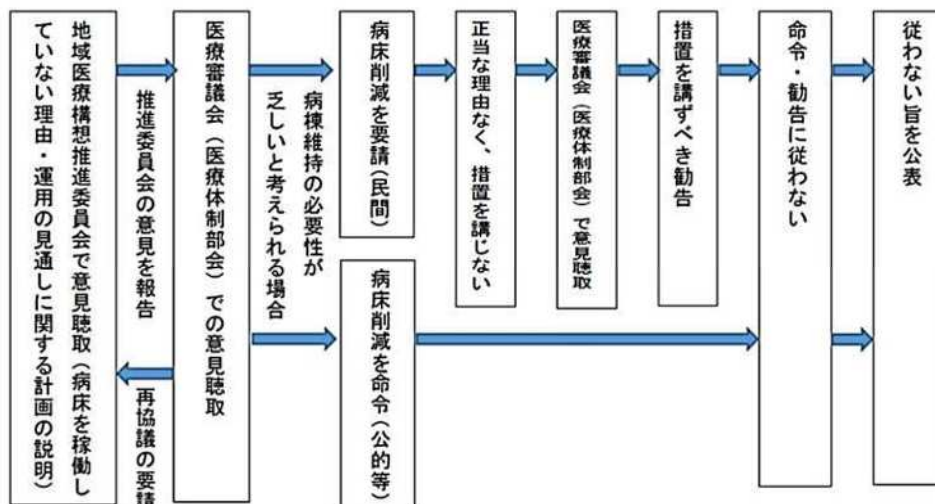 地域医療構想推進委員会で意見聴取（病床を稼働し
ていない理由・運用の見通しに関する計画の説明）
推進委員会の意見を報告
再協議の要請
医療審議会（医療体制部会）での意見聴取
病棟維持の必要性が
乏しいと考えられる場合
病床削減を要請（民間）
病床削減を命令（公的等）
正当な理由なく、措置を講じない
医療審議会（医療体制部会）で意見聴取
措置を講ずべき勧告
命令・勧告に従わない
従わない旨を公表